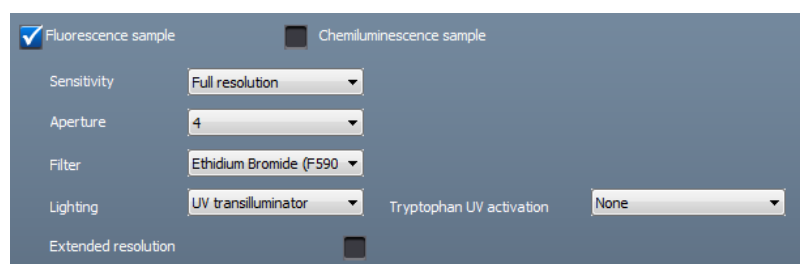 Fluorescence sample Chemiluminescence sample
Sensitivity Full resolution
Aperture 4
Filter Ethidium Bromide (F590
Lighting UV transilluminator Tryptophan UV activation None
Extended resolution